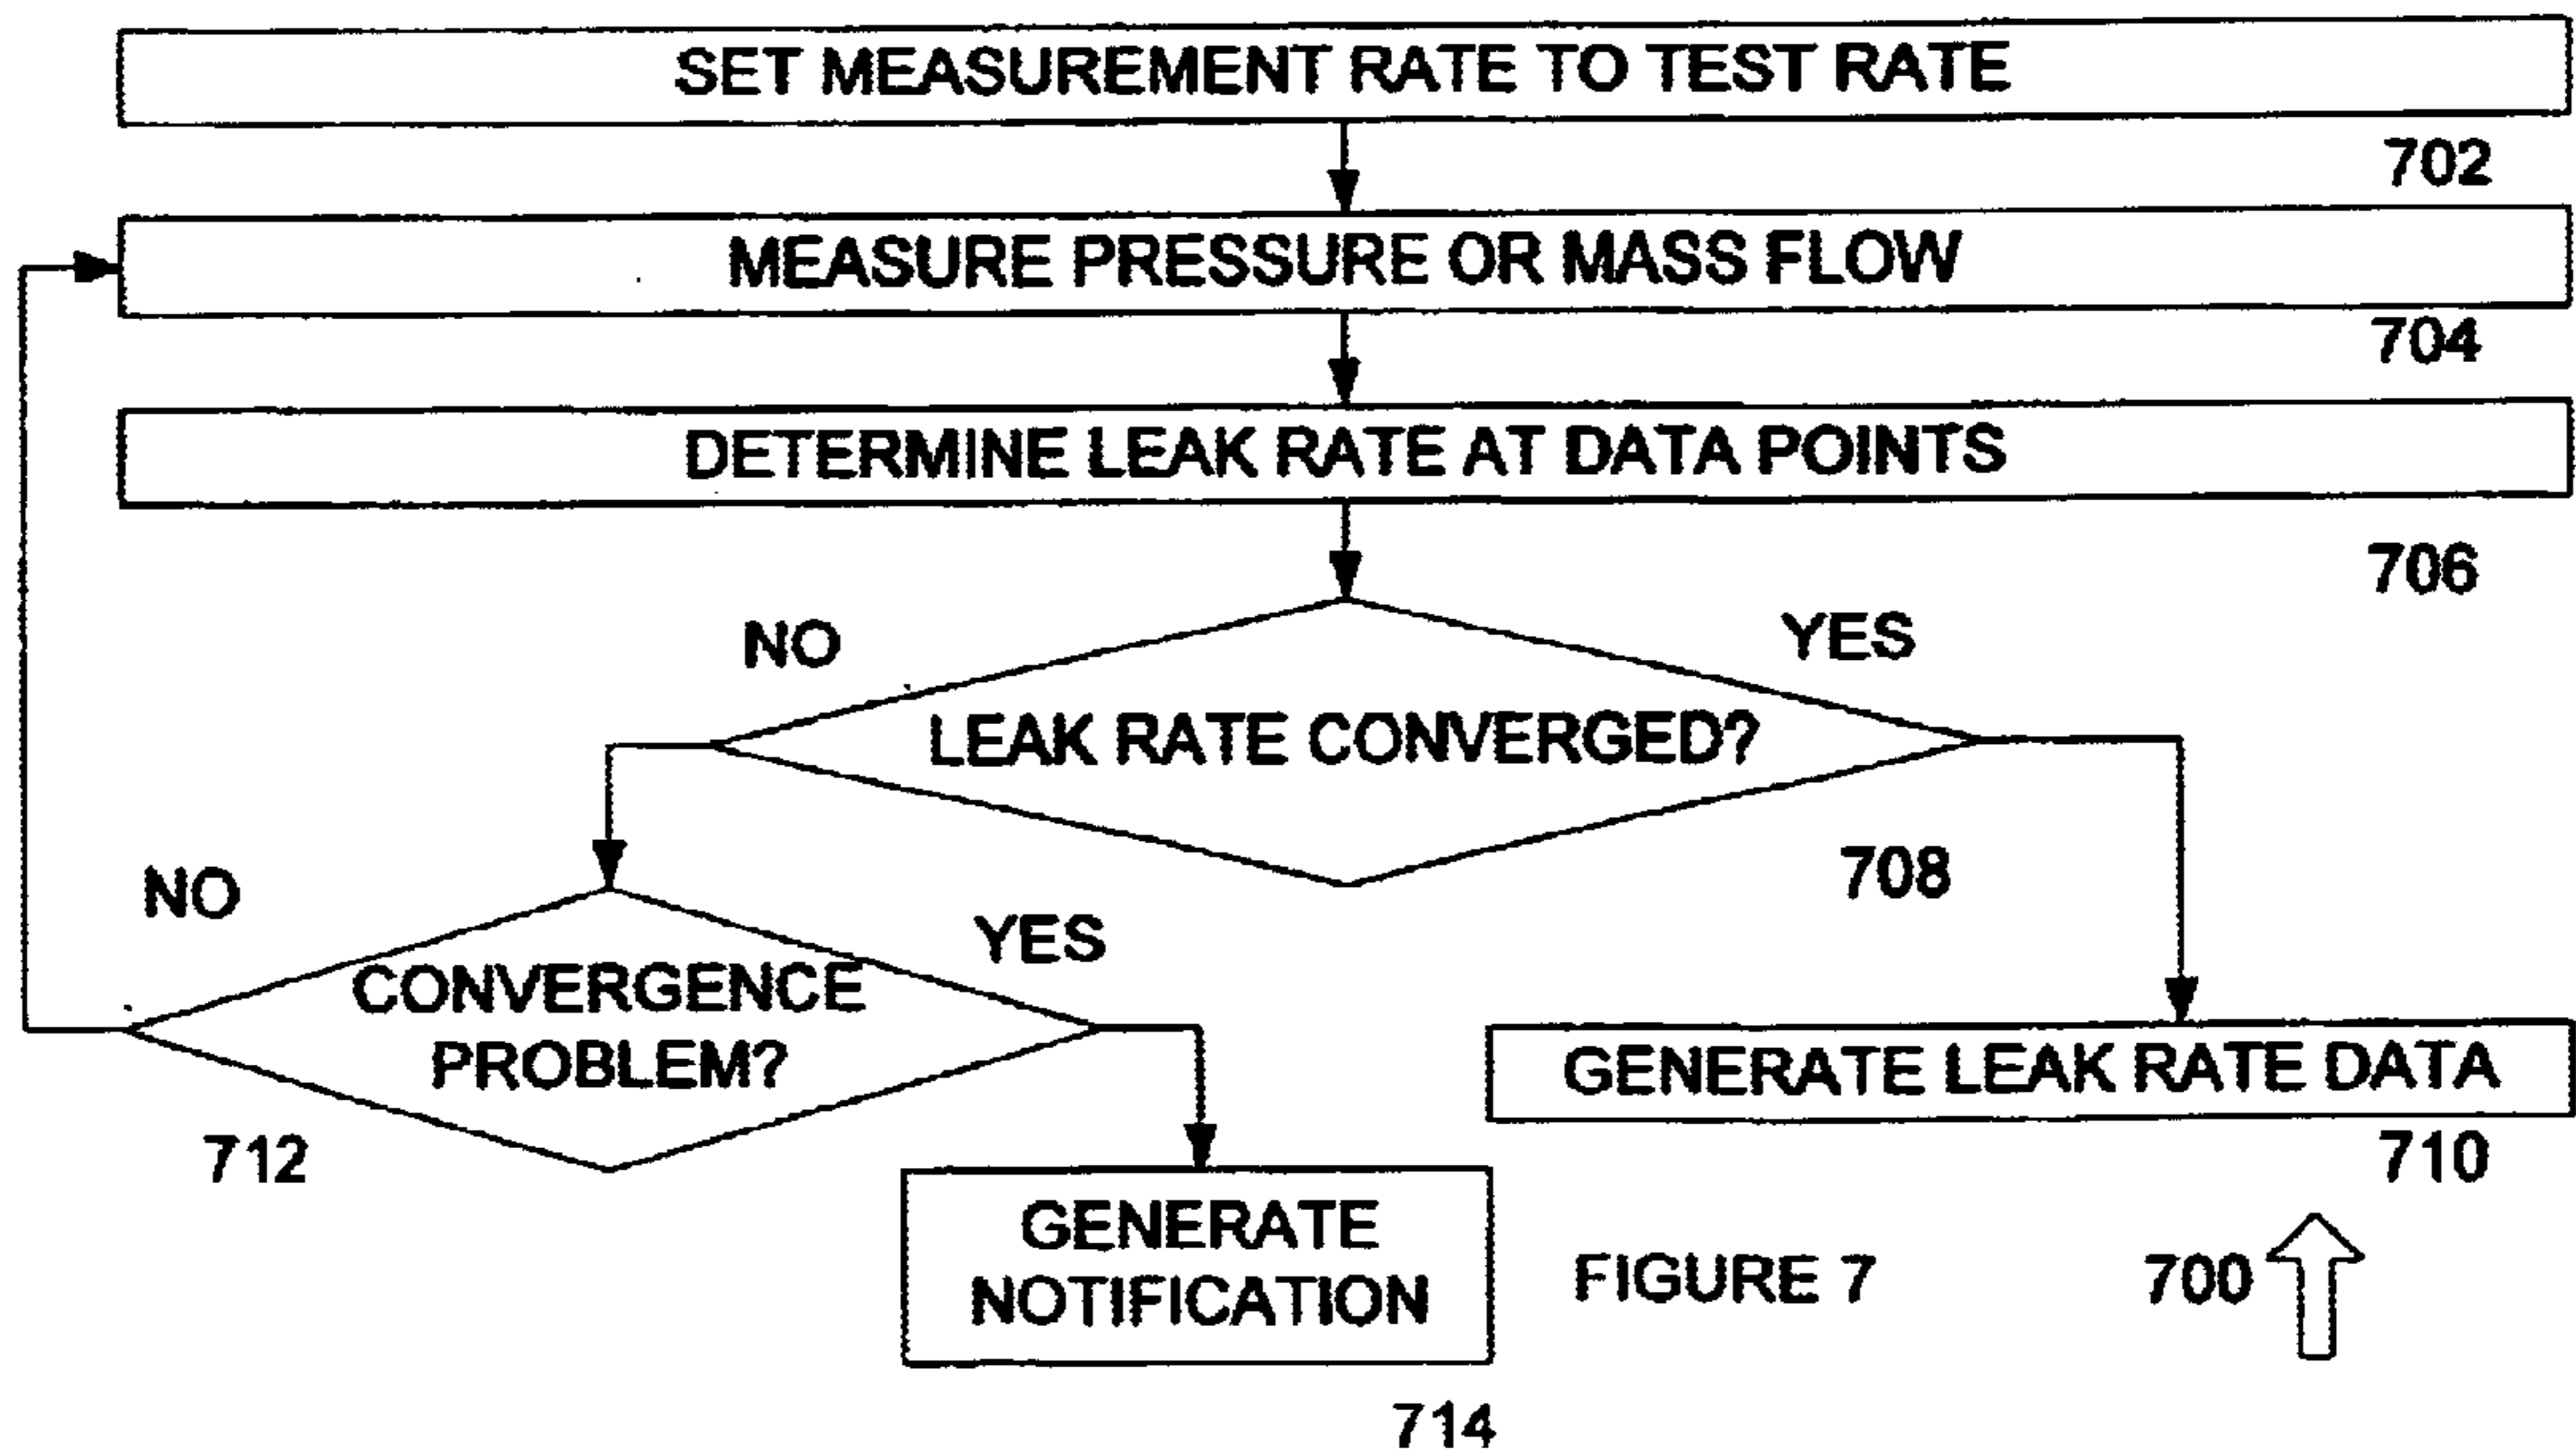 SET MEASUREMENT RATE TO TEST RATE
702
MEASURE PRESSURE OR MASS FLOW
704
DETERMINE LEAK RATE AT DATA POINTS
706
NO
YES
LEAK RATE CONVERGED?
708
NO
YES
CONVERGENCE
PROBLEM?
712
GENERATE LEAK RATE DATA
710
GENERATE
NOTIFICATION
714
FIGURE 7
700